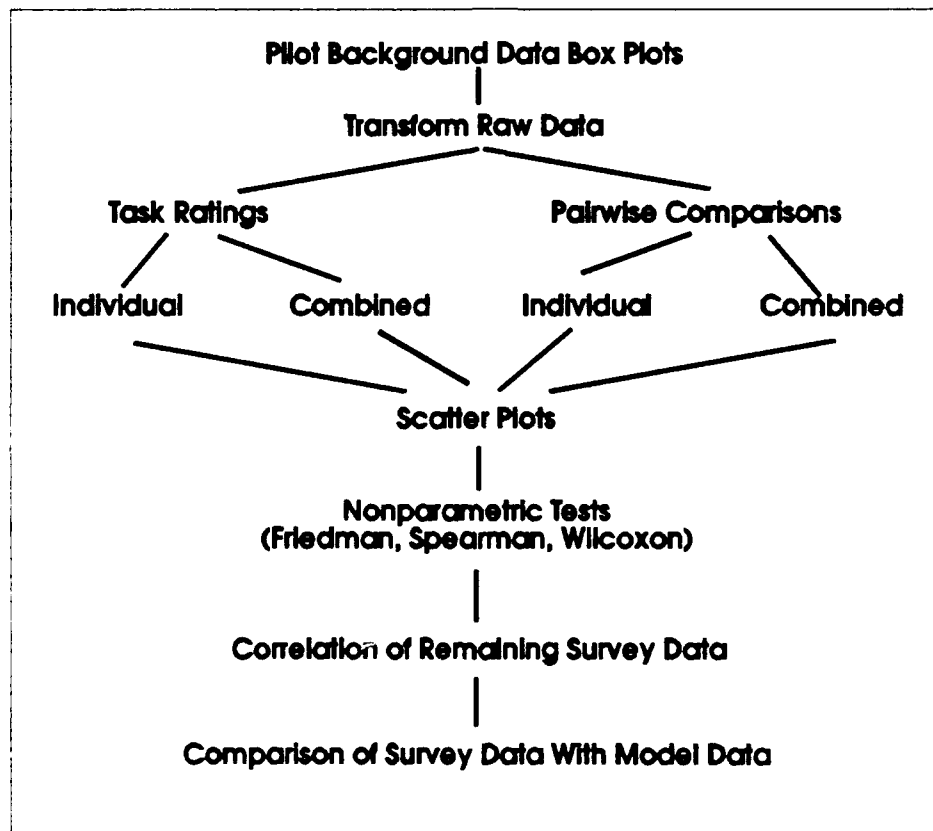 Pilot Background Data Box Plots
Transform Raw Data
Task Ratings Pairwise Comparisons
Individual Combined Individual Combined
Scatter Plots
Nonparametric Tests
(Friedman, Spearman, Wilcoxon)
Correlation of Remaining Survey Data
Comparison of Survey Data With Model Data